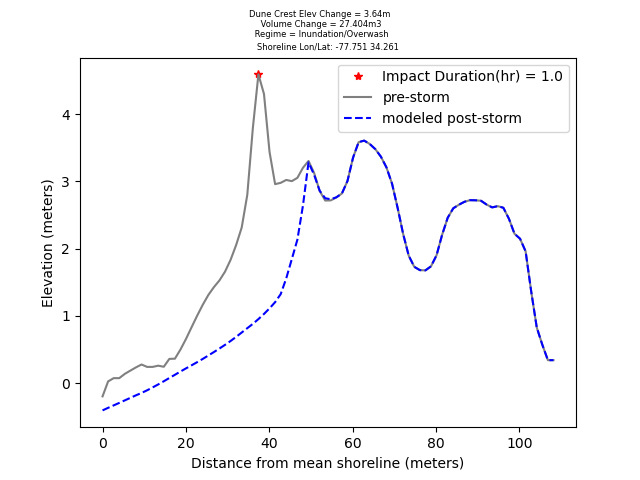 Dune Crest Elev Change = 3.64m
Volume Change = 27.404m3
Regime = Inundation/Overwash
Shoreline Lon/Lat: -77.751 34.261
Impact Duration(hr) = 1.0
pre-storm
modeled post-storm
Elevation (meters)
4
3
2
1
0
0 20 40 60 80 100
Distance from mean shoreline (meters)